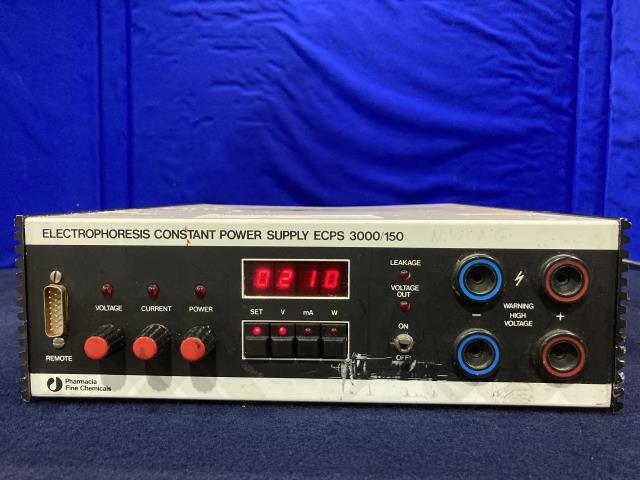 ELECTROPHORESIS CONSTANT POWER SUPPLY ECPS 3000/150
VOLTAGE CURRENT POWER
REMOTE
0210
SET V mA W
LEAKAGE
VOLTAGE
OUT
ON
OFF
WARNING
HIGH
VOLTAGE
− +
Pharmacia
Fine Chemicals